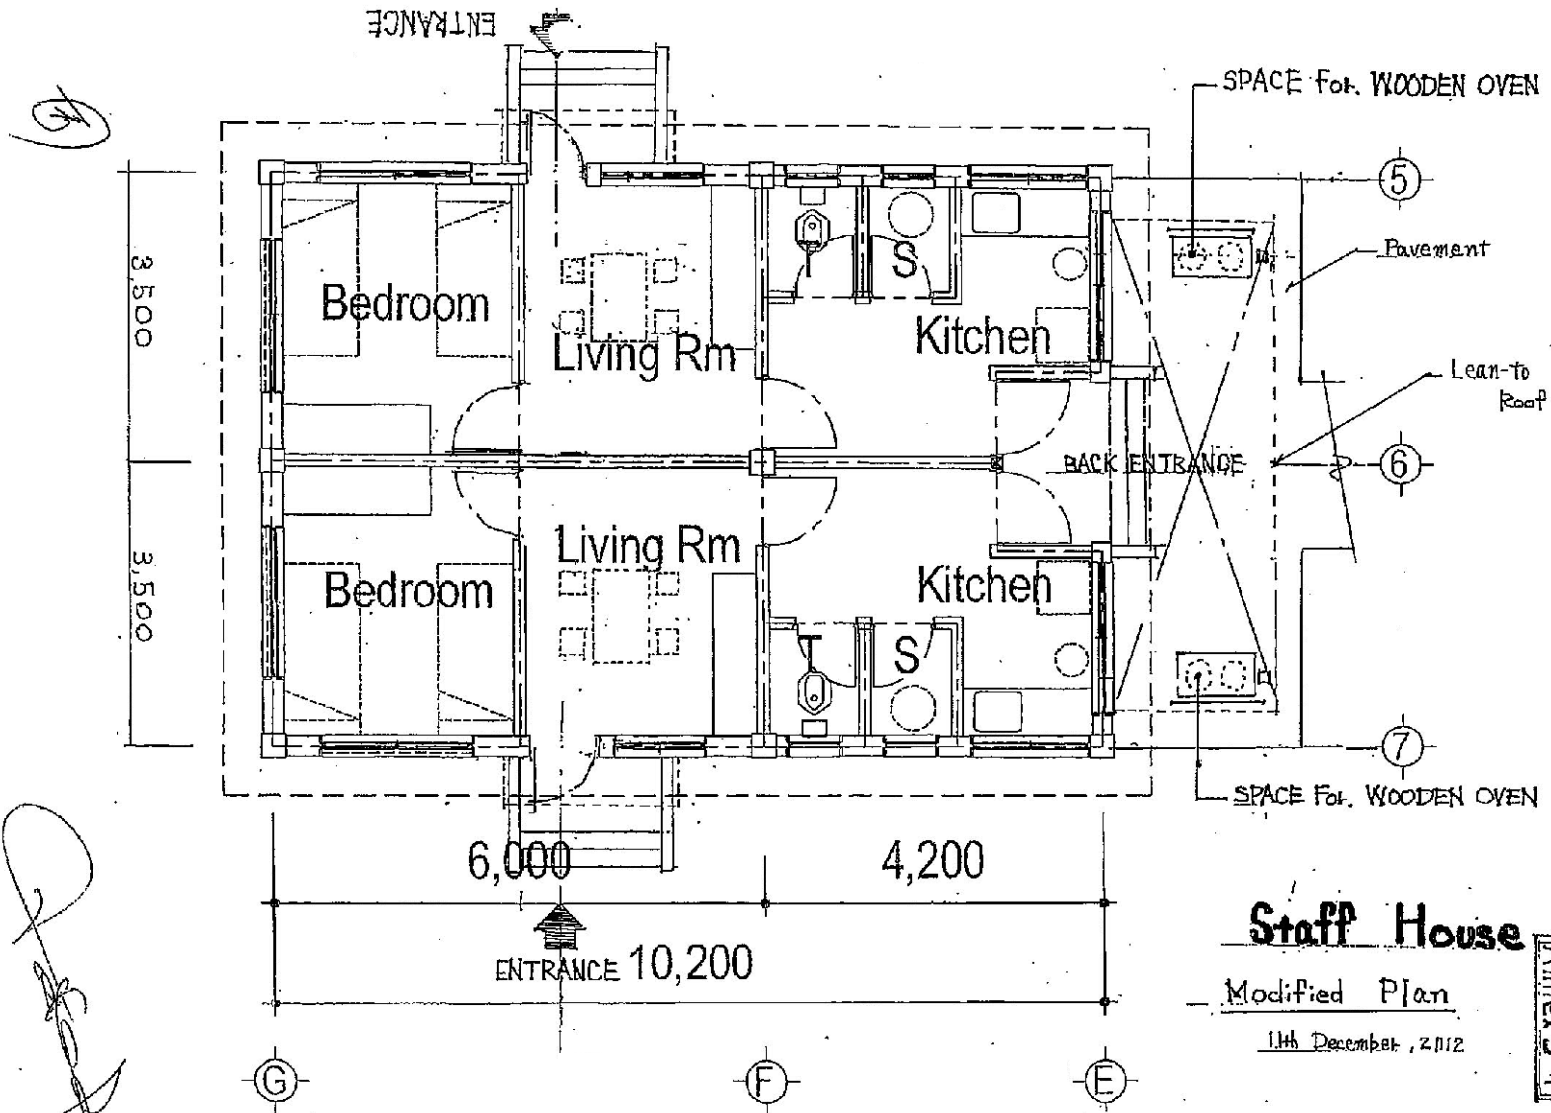 ENTRANCE
SPACE For. WOODEN OVEN
5
Pavement
3,500
Bedroom
Living Rm
S
Kitchen
Lean-to
Roof
BACK ENTRANCE
6
3,500
Bedroom
Living Rm
T
S
Kitchen
7
SPACE For. WOODEN OVEN
6,000
4,200
ENTRANCE 10,200
Staff House
Modified Plan
11th December, 2012
G
F
E